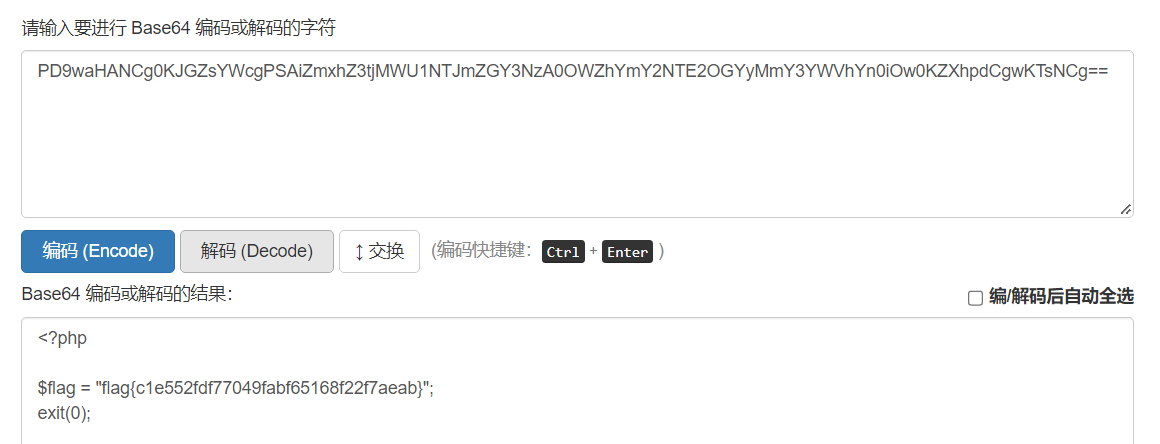 请输入要进行 Base64 编码或解码的字符
PD9waHANCg0KJGZsYWcgPSAiZmxhZ3tjMWU1NTJmZGY3NzA0OWZhYmY2NTE2OGYyMmY3YWVhYn0iOw0KZXhpdCgwKTsNCg==
编码 (Encode) 解码 (Decode) ↕ 交换 (编码快捷键: Ctrl + Enter )
Base64 编码或解码的结果: 编/解码后自动全选
<?php
$flag = "flag{c1e552fdf77049fabf65168f22f7aeab}";
exit(0);